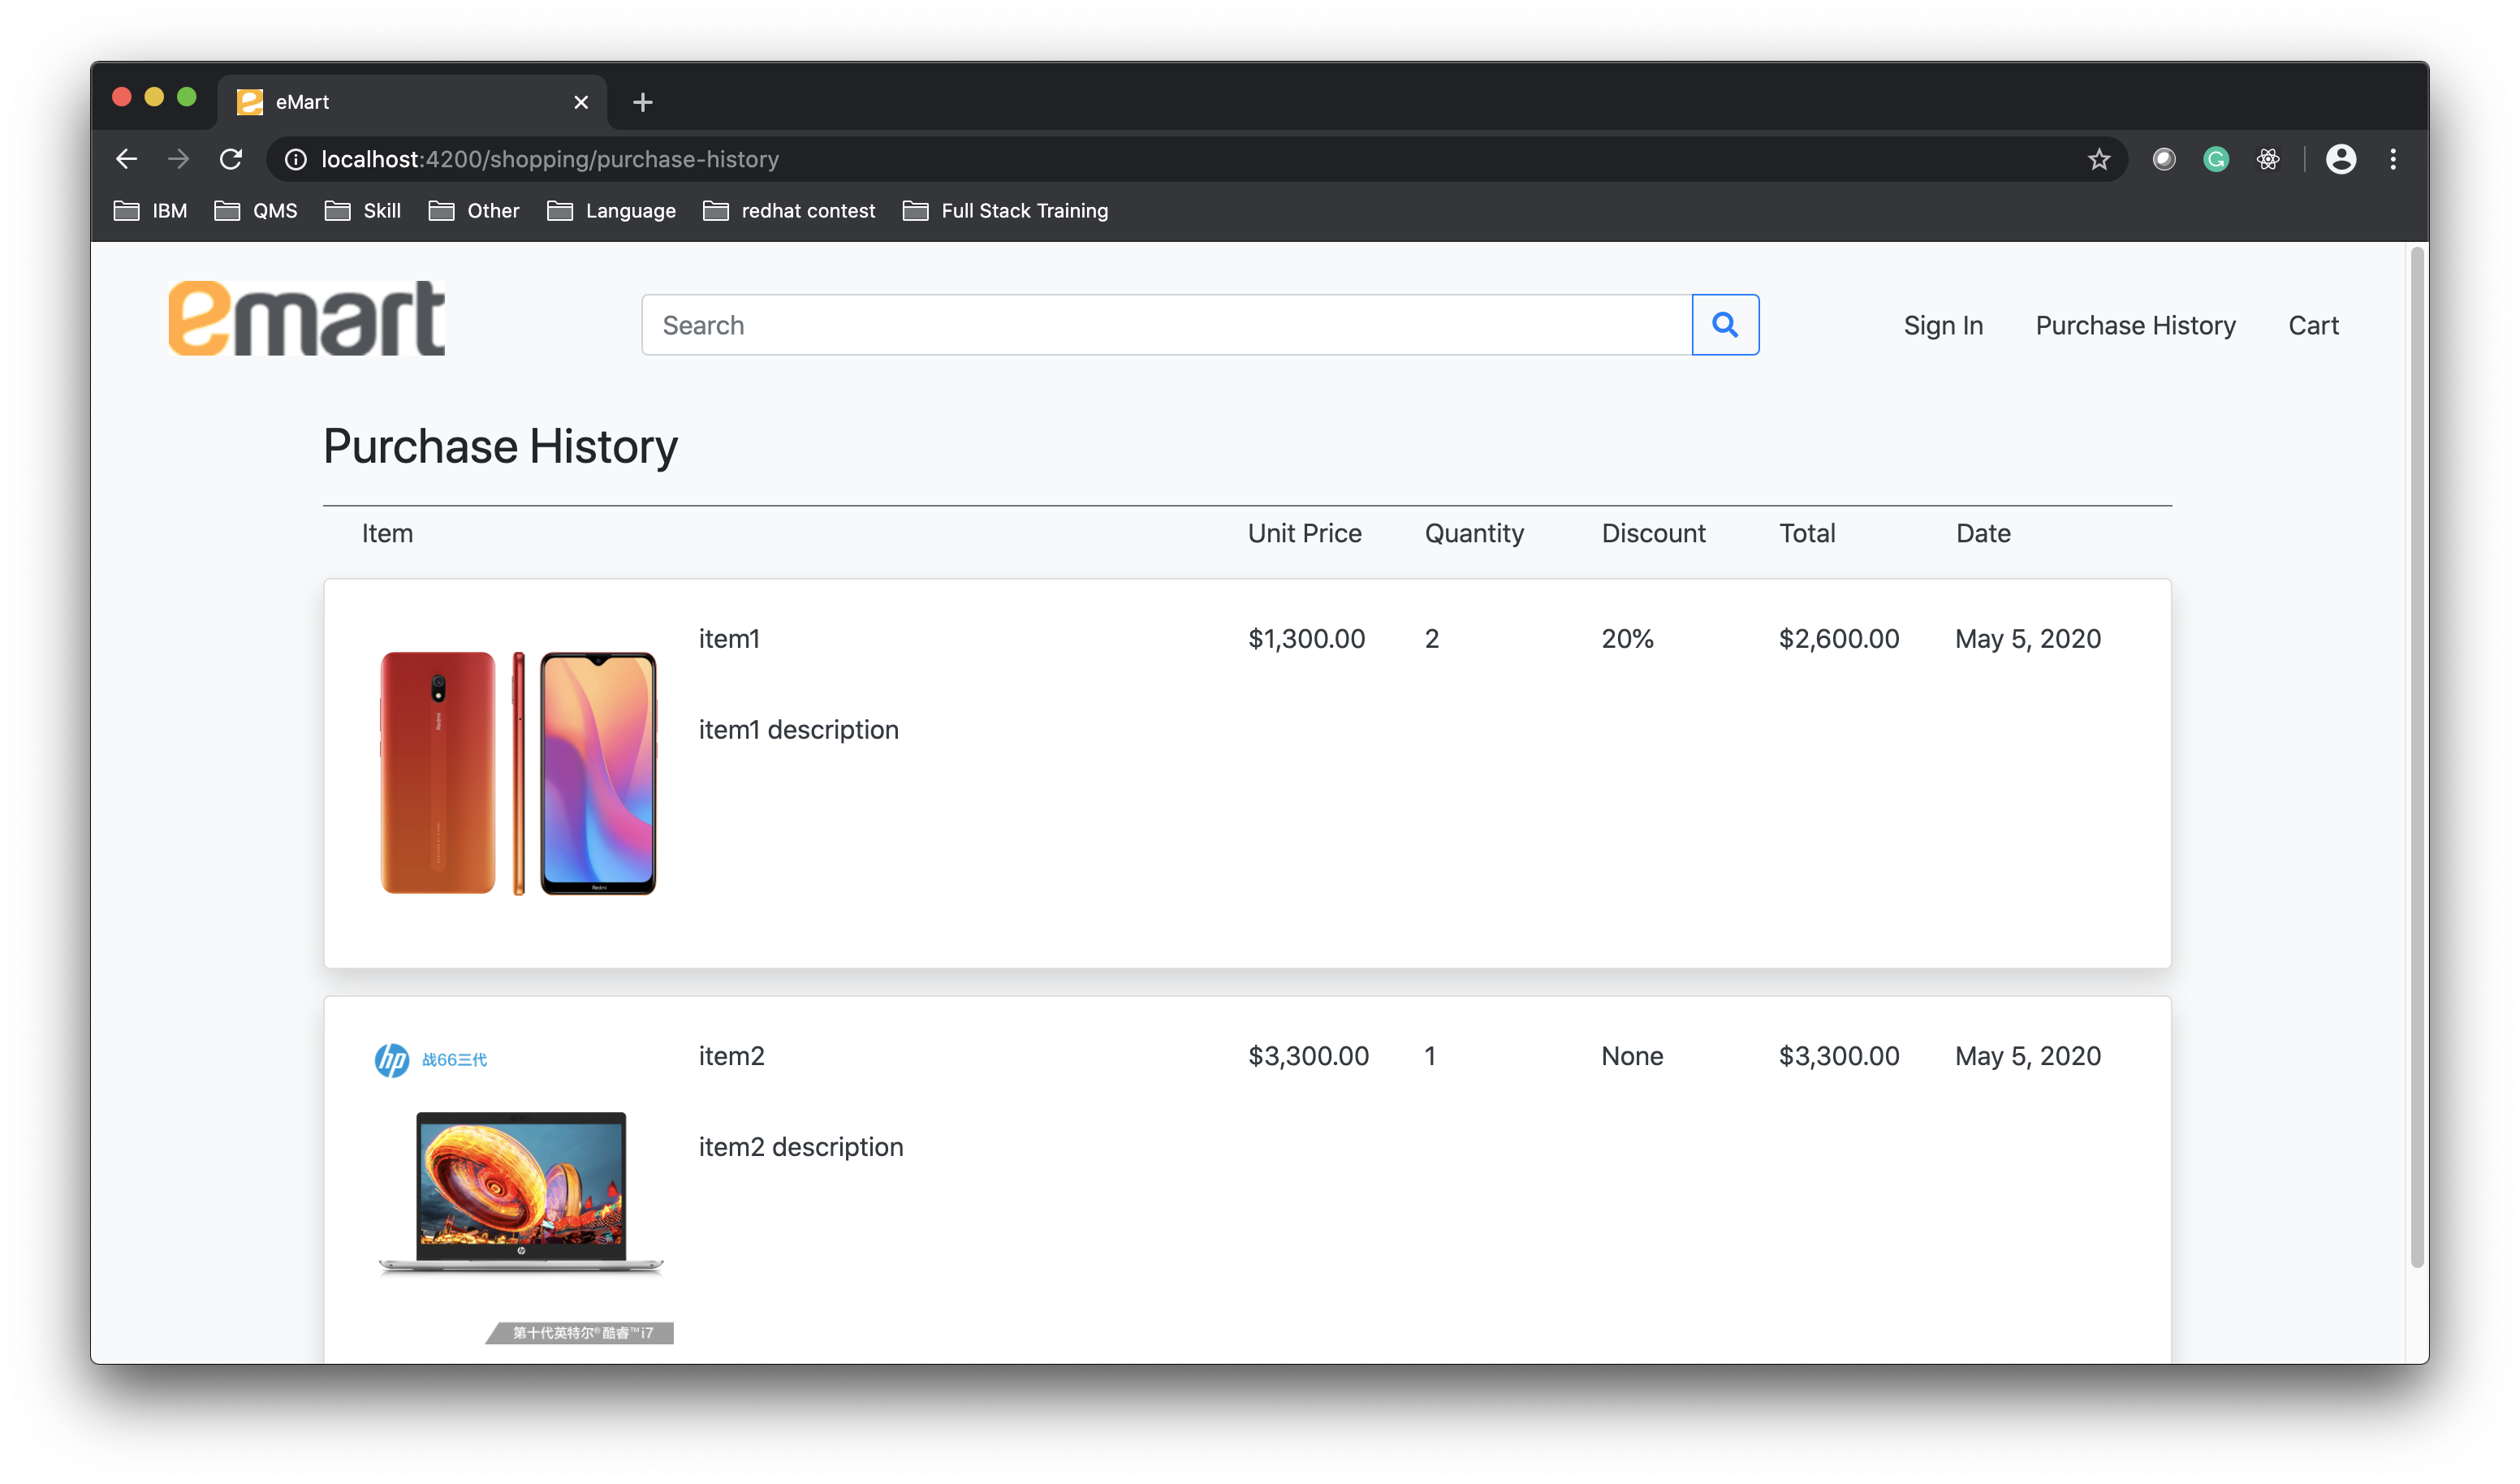 eMart
localhost:4200/shopping/purchase-history
IBM QMS Skill Other Language redhat contest Full Stack Training
emart
Search
Sign In Purchase History Cart
Purchase History
Item Unit Price Quantity Discount Total Date
item1 $1,300.00 2 20% $2,600.00 May 5, 2020
item1 description
Redmi
Redmi
hp 战66三代
item2 $3,300.00 1 None $3,300.00 May 5, 2020
item2 description
hp
第十代英特尔®酷睿™i7